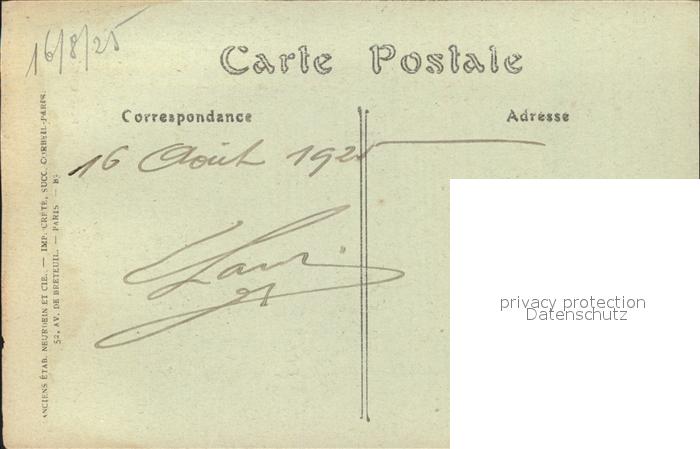 16/8/25
Carte Postale
Correspondance
Adresse
16 Août 1925
ANCIENS ÉTAB. NEURDEIN ET CIE. — IMP. CRÉTÉ, SUCC. CORBEIL-PARIS.
52, AV. DE BRETEUIL. — PARIS —
privacy protection
Datenschutz